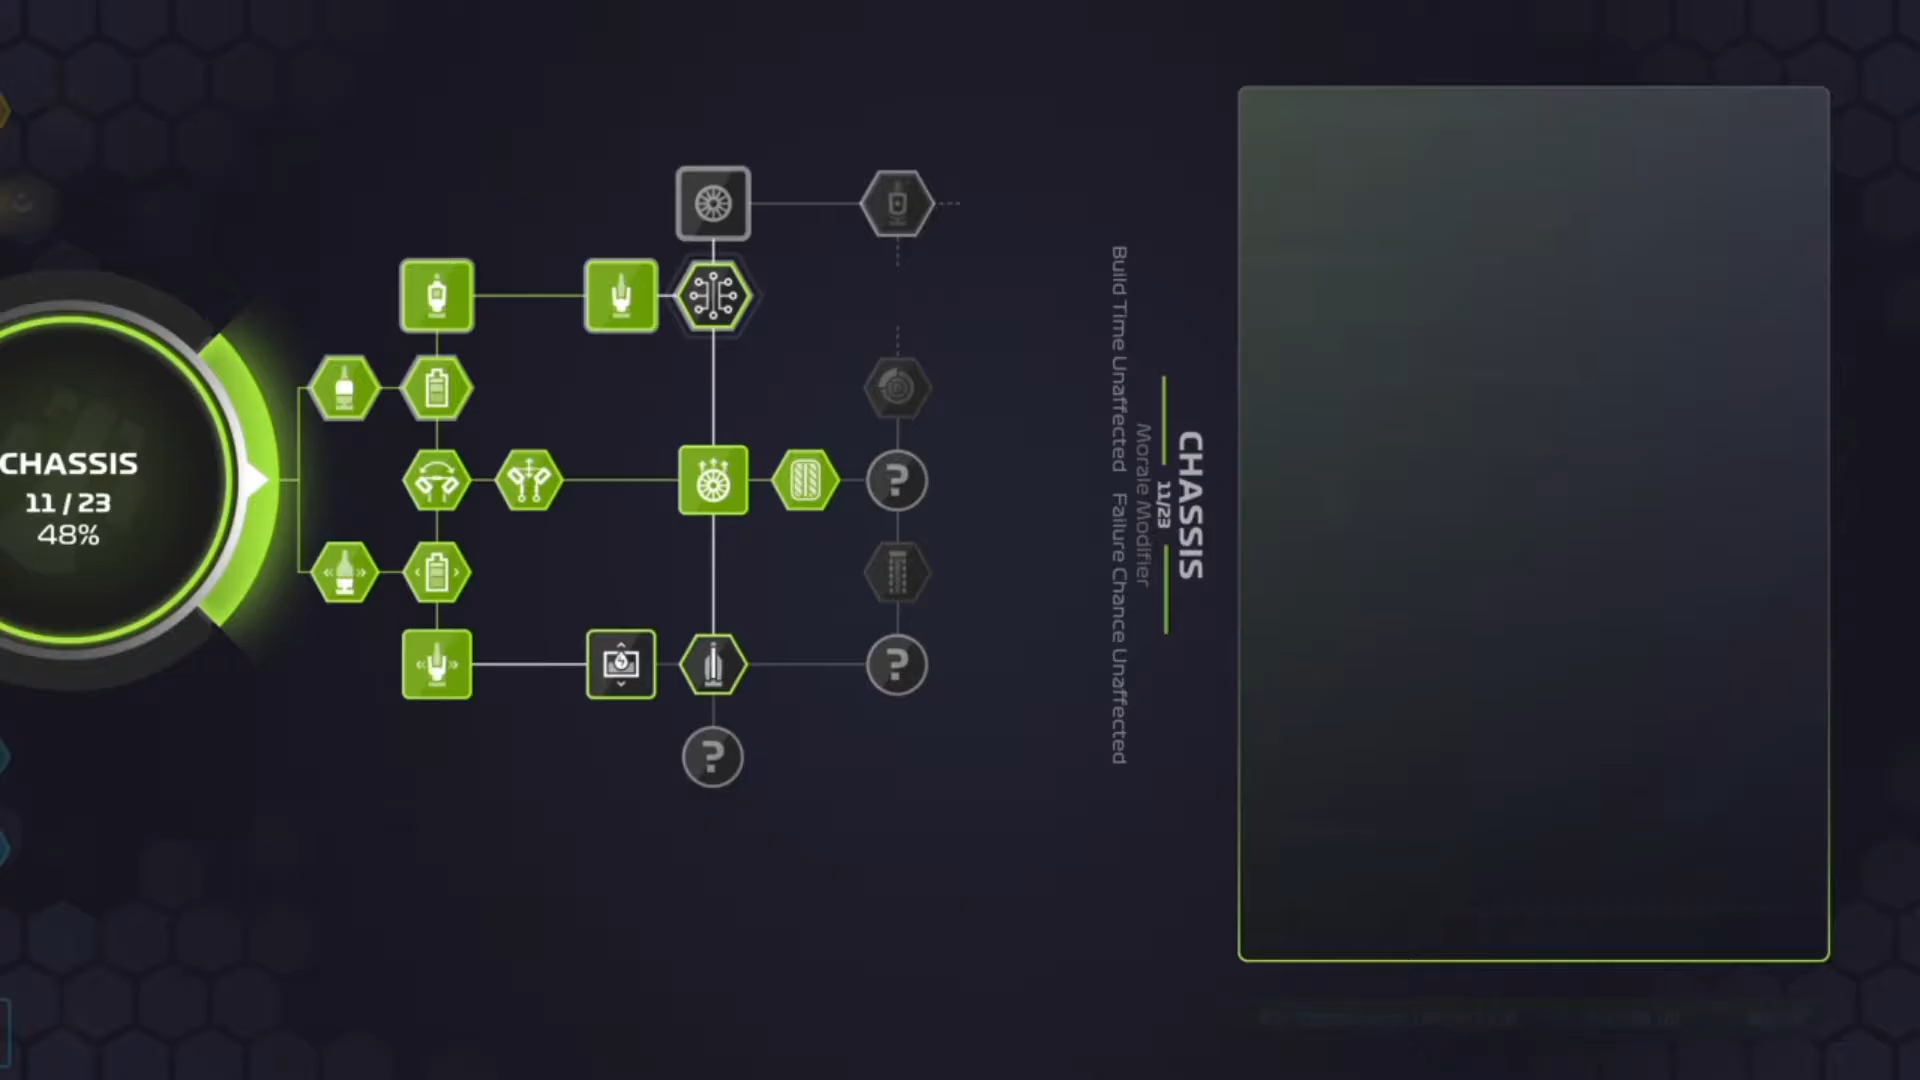 CHASSIS
11 / 23
48%
?
?
?
CHASSIS
11/23
Morale Modifier
Build Time Unaffected Failure Chance Unaffected